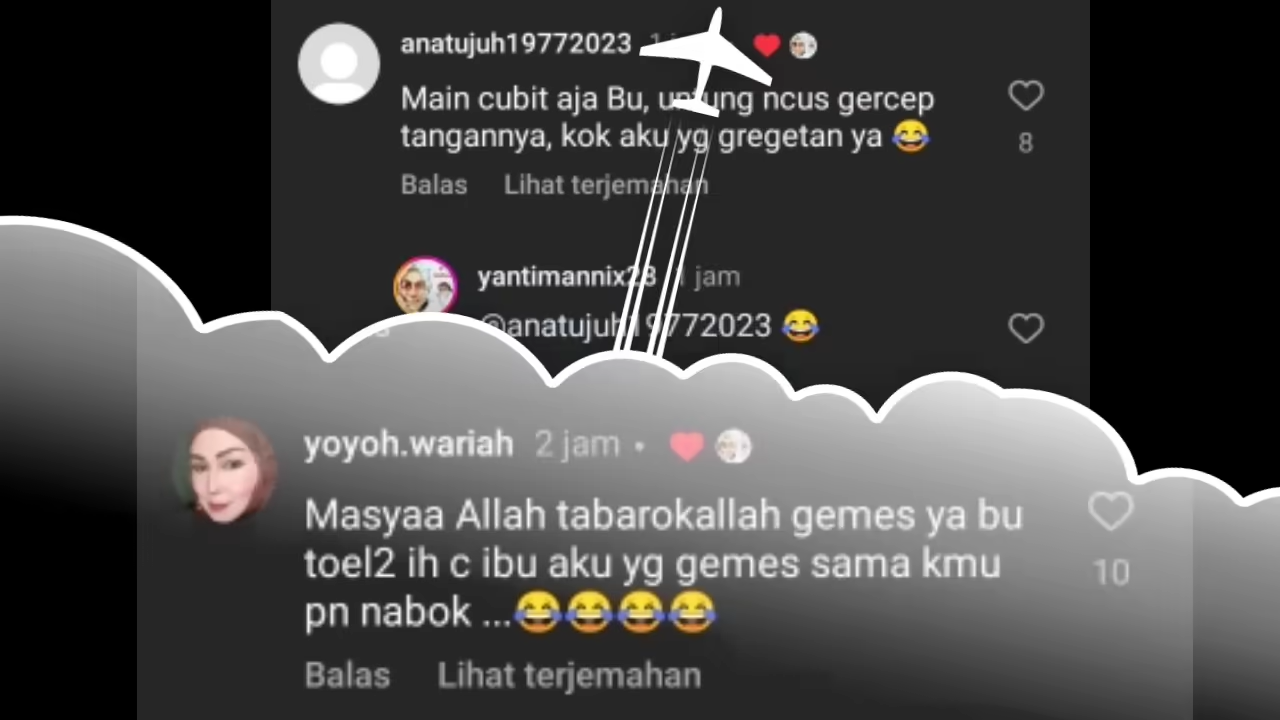 anatujuh19772023
Main cubit aja Bu, untung ncus gercep
tangannya, kok aku yg gregetan ya 😂
8
Balas Lihat terjemahan
yantimannix28 1 jam
@anatujuh19772023 😂
yoyoh.wariah 2 jam •
Masyaa Allah tabarokallah gemes ya bu
toel2 ih c ibu aku yg gemes sama kmu
pn nabok ...😂😂😂😂
10
Balas Lihat terjemahan